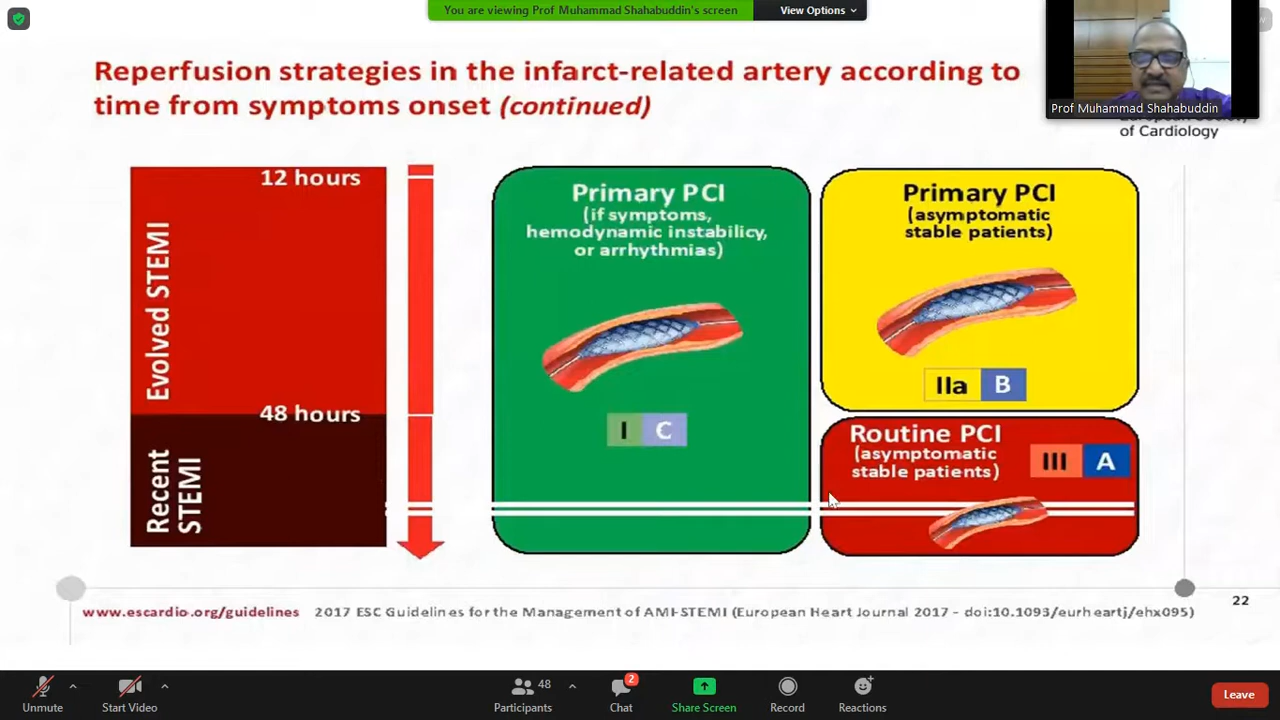 You are viewing Prof Muhammad Shahabuddin's screen
View Options
Reperfusion strategies in the infarct-related artery according to
time from symptoms onset (continued)
Prof Muhammad Shahabuddin
of Cardiology
12 hours
Evolved STEMI
48 hours
Recent
STEMI
Primary PCI
(if symptoms,
hemodynamic instabilicy,
or arrhythmias)
I C
Primary PCI
(asymptomatic
stable patients)
IIa B
Routine PCI
(asymptomatic
stable patients)
III A
www.escardio.org/guidelines 2017 ESC Guidelines for the Management of AMI-STEMI (European Heart Journal 2017 - doi:10.1093/eurheartj/ehx095)
22
Unmute
Start Video
48
Participants
2
Chat
Share Screen
Record
Reactions
Leave